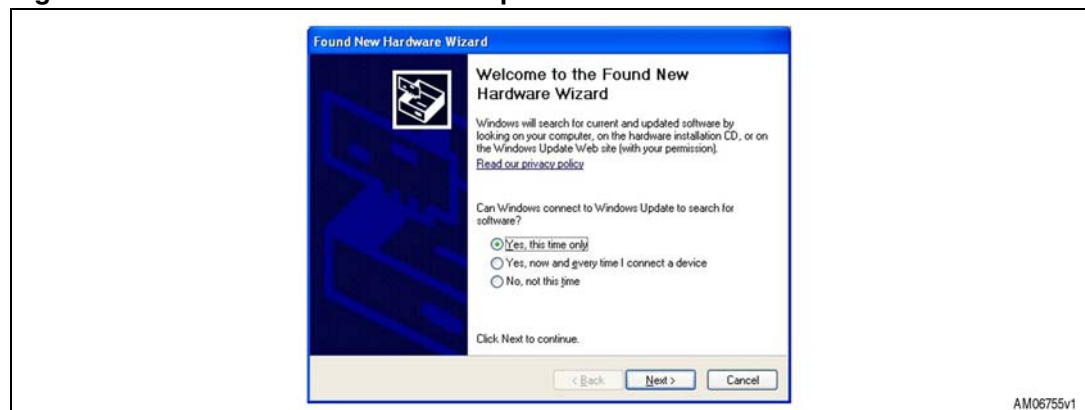 Found New Hardware Wizard
Welcome to the Found New
Hardware Wizard
Windows will search for current and updated software by
looking on your computer, on the hardware installation CD, or on
the Windows Update Web site (with your permission).
Read our privacy policy
Can Windows connect to Windows Update to search for
software?
Yes, this time only
Yes, now and every time I connect a device
No, not this time
Click Next to continue.
< Back
Next >
Cancel
AM06755v1